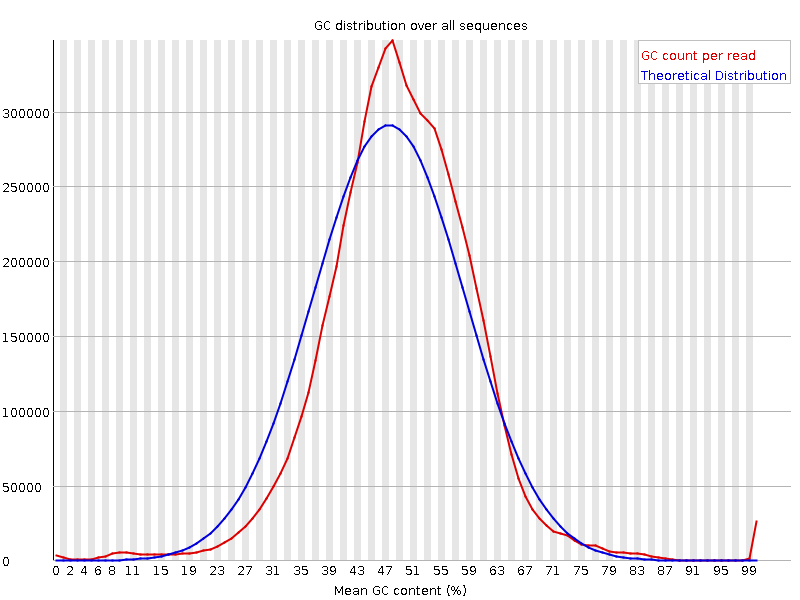 GC distribution over all sequences
GC count per read
Theoretical Distribution
300000
250000
200000
150000
100000
50000
0
0 2 4 6 8 11 15 19 23 27 31 35 39 43 47 51 55 59 63 67 71 75 79 83 87 91 95 99
Mean GC content (%)